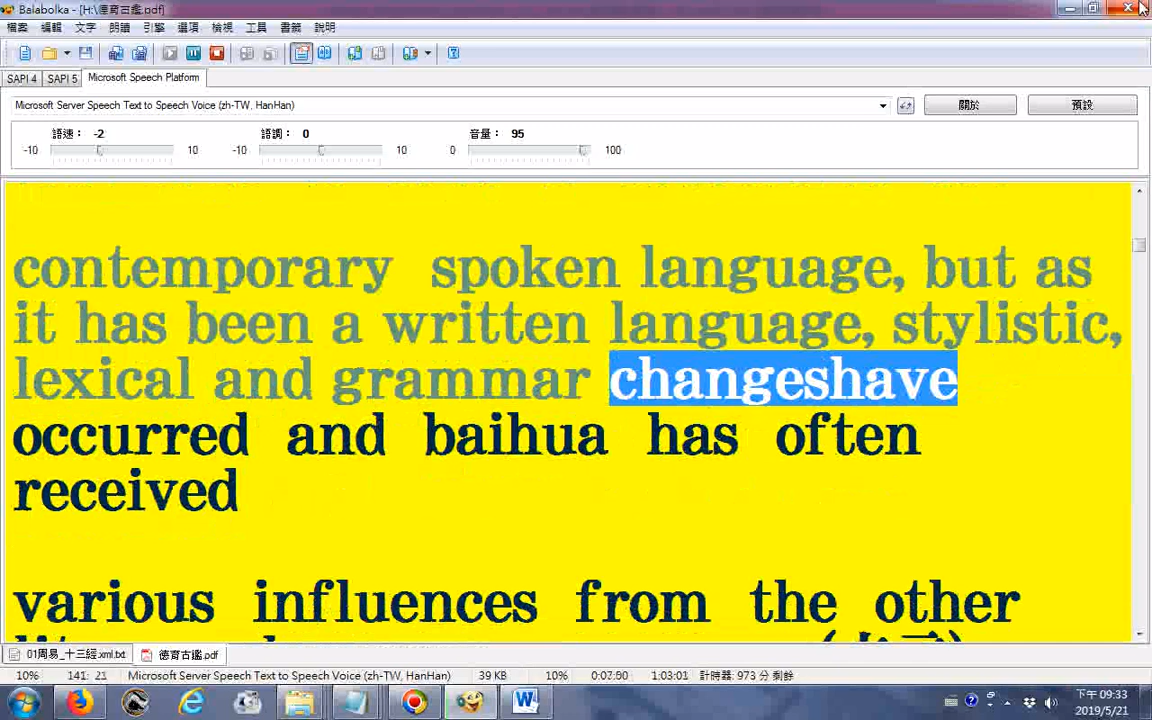 Balabolka - [H:\德育古鑑.pdf]
檔案 編輯 文字 朗讀 引擎 選項 檢視 工具 書籤 說明
SAPI 4 SAPI 5 Microsoft Speech Platform
Microsoft Server Speech Text to Speech Voice (zh-TW, HanHan) 關於 預設
語速： -2 語調： 0 音量： 95
-10 10 -10 10 0 100
contemporary spoken language, but as
it has been a written language, stylistic,
lexical and grammar changeshave
occurred and baihua has often
received
various influences from the other
01周易_十三經.xml.txt 德育古鑑.pdf
10% 141: 21 Microsoft Server Speech Text to Speech Voice (zh-TW, HanHan) 39 KB 10% 0:07:50 1:03:01 計時器: 973 分 剩餘
下午 09:33
2019/5/21